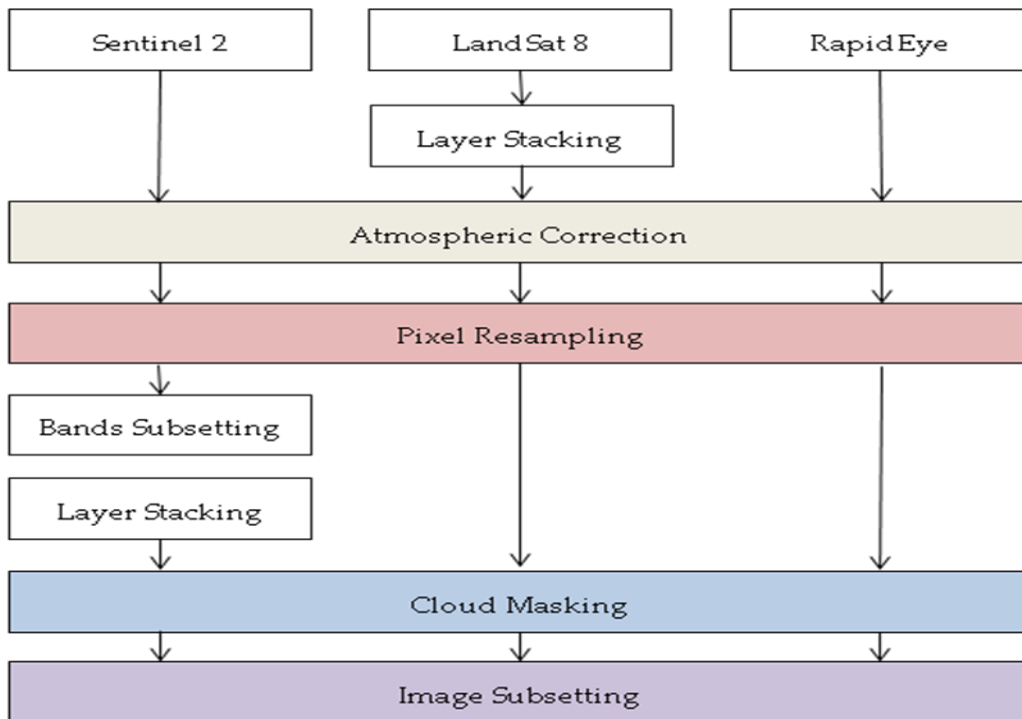 Sentinel 2
LandSat 8
RapidEye
Layer Stacking
Atmospheric Correction
Pixel Resampling
Bands Subsetting
Layer Stacking
Cloud Masking
Image Subsetting